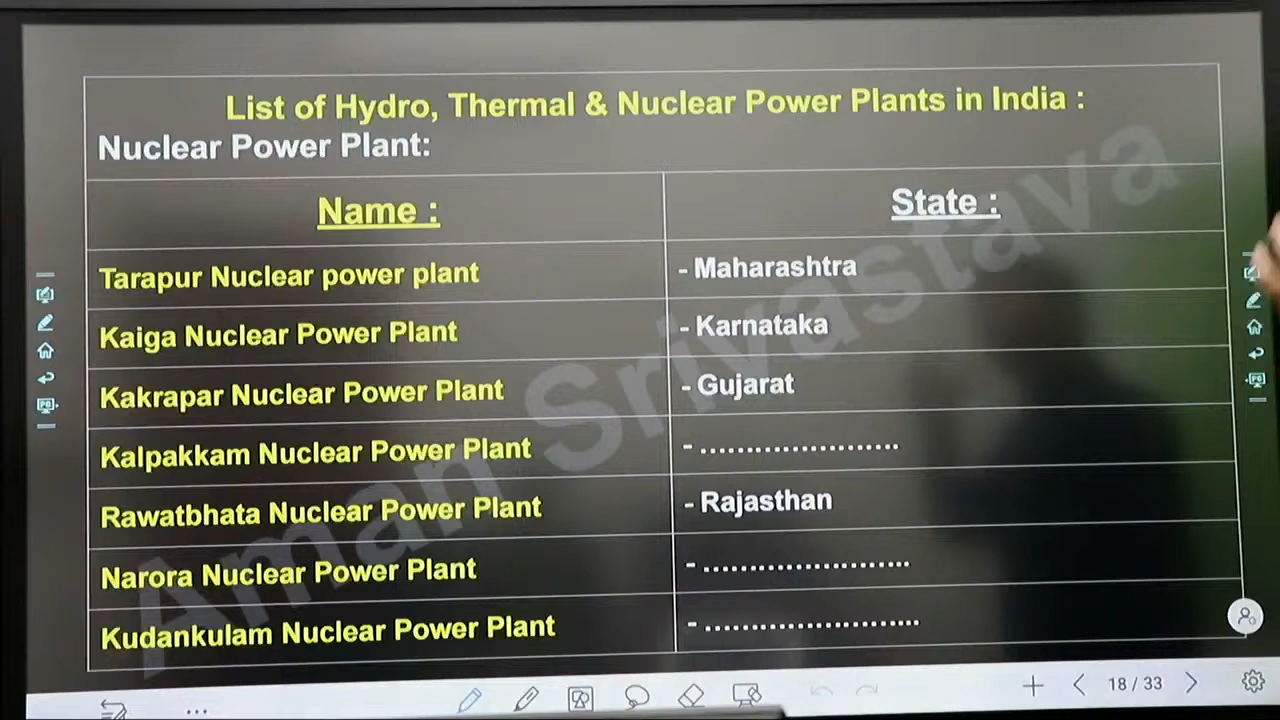 List of Hydro, Thermal & Nuclear Power Plants in India :
Nuclear Power Plant:
Name : State :
Tarapur Nuclear power plant - Maharashtra
Kaiga Nuclear Power Plant - Karnataka
Kakrapar Nuclear Power Plant - Gujarat
Kalpakkam Nuclear Power Plant - .....................
Rawatbhata Nuclear Power Plant - Rajasthan
Narora Nuclear Power Plant - ......................
Kudankulam Nuclear Power Plant - .......................
Aman Srivastava
18 / 33